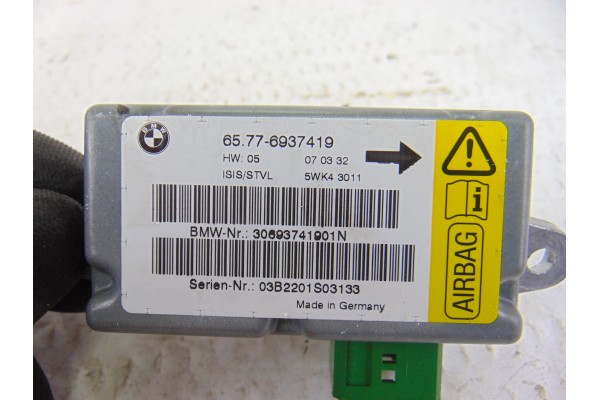 BMW
65.77-6937419
HW: 05 07 03 32
ISIS/STVL 5WK4 3011
BMW-Nr.: 30693741901N
Serien-Nr.: 03B2201S03133
Made in Germany
AIRBAG
i